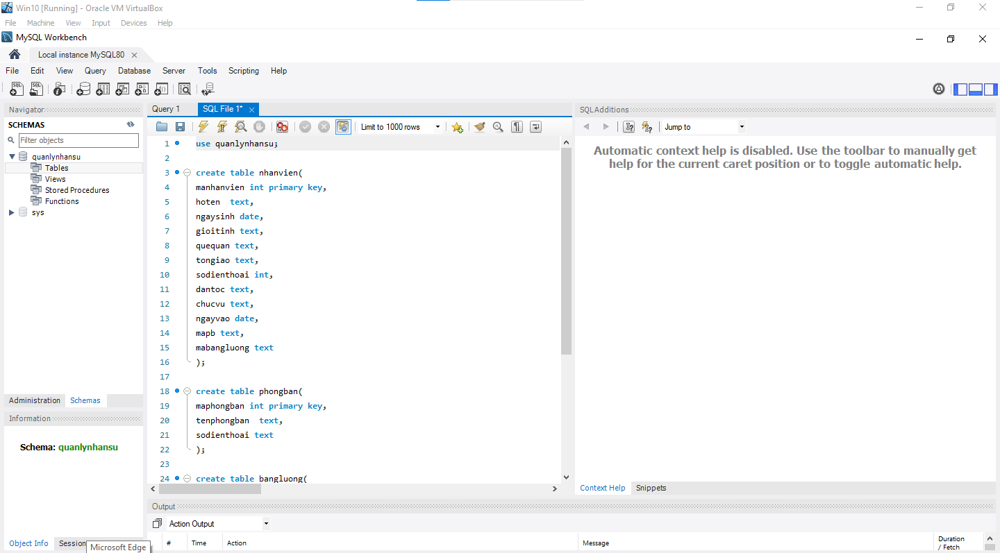 Win10 [Running] - Oracle VM VirtualBox
File Machine View Input Devices Help
MySQL Workbench
Local instance MySQL80
File Edit View Query Database Server Tools Scripting Help
Navigator
SCHEMAS
Filter objects
quanlynhansu
Tables
Views
Stored Procedures
Functions
sys
Administration Schemas
Information
Schema: quanlynhansu
Object Info Session
Microsoft Edge
Query 1 SQL File 1*
Limit to 1000 rows
1 use quanlynhansu;
2
3 create table nhanvien(
4 manhanvien int primary key,
5 hoten text,
6 ngaysinh date,
7 gioitinh text,
8 quequan text,
9 tongiao text,
10 sodienthoai int,
11 dantoc text,
12 chucvu text,
13 ngayvao date,
14 mapb text,
15 mabangluong text
16 );
17
18 create table phongban(
19 maphongban int primary key,
20 tenphongban text,
21 sodienthoai text
22 );
23
24 create table bangluong(
SQLAdditions
Jump to
Automatic context help is disabled. Use the toolbar to manually get
help for the current caret position or to toggle automatic help.
Context Help Snippets
Output
Action Output
# Time Action Message Duration
/ Fetch